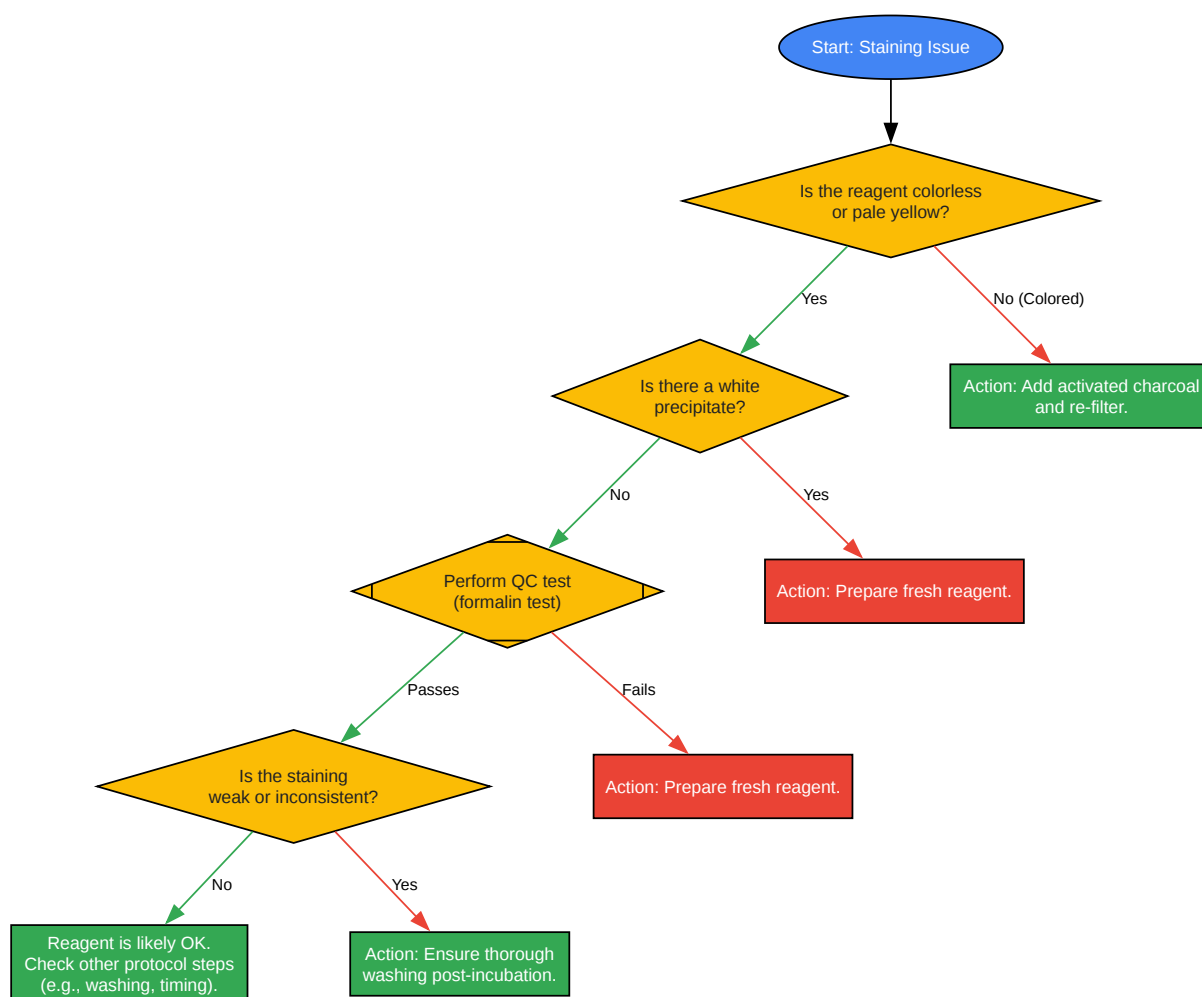 Start: Staining Issue
Is the reagent colorless
or pale yellow?
Yes
No (Colored)
Is there a white
precipitate?
Action: Add activated charcoal
and re-filter.
No
Yes
Perform QC test
(formalin test)
Action: Prepare fresh reagent.
Passes
Fails
Is the staining
weak or inconsistent?
Action: Prepare fresh reagent.
No
Yes
Reagent is likely OK.
Check other protocol steps
(e.g., washing, timing).
Action: Ensure thorough
washing post-incubation.